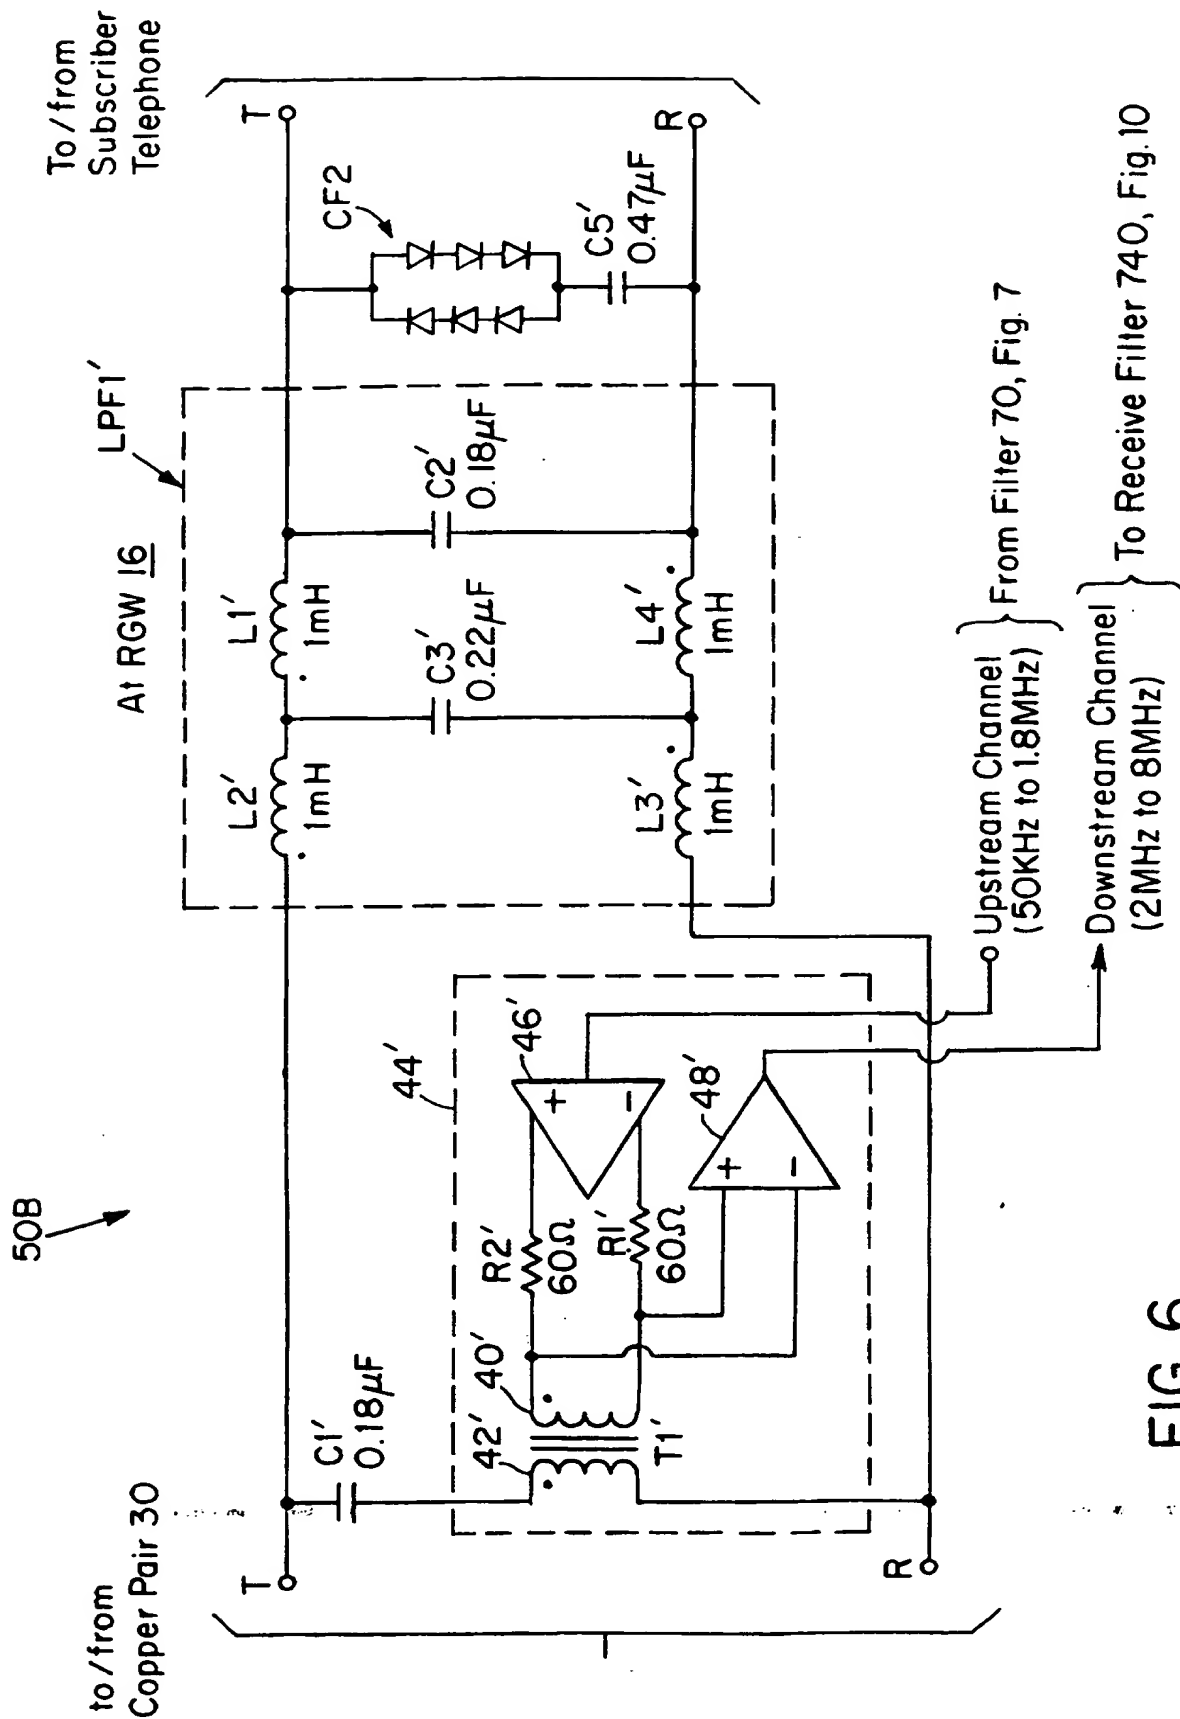 50B
to/from
Copper Pair 30
T
R
C1'
0.18µF
44'
42'
40'
T1'
R2'
60Ω
R1'
60Ω
46'
+
−
48'
+
−
At RGW 16
LPF1'
L2'
1mH
L1'
1mH
C3'
0.22µF
C2'
0.18µF
L3'
1mH
L4'
1mH
CF2
C5'
0.47µF
To/from
Subscriber
Telephone
T
R
Upstream Channel
(50KHz to 1.8MHz)
From Filter 70, Fig. 7
Downstream Channel
(2MHz to 8MHz)
To Receive Filter 740, Fig. 10
FIG. 6